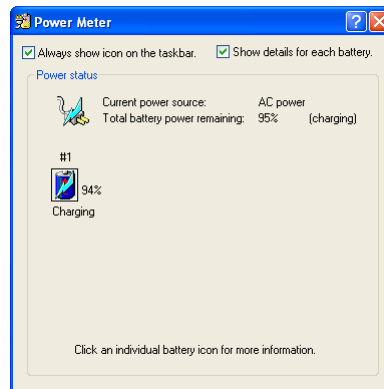 Power Meter
Always show icon on the taskbar. Show details for each battery.
Power status
Current power source: AC power
Total battery power remaining: 95% (charging)
#1
94%
Charging
Click an individual battery icon for more information.